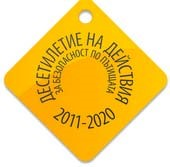 ДЕСЕТИЛЕТИЕ НА ДЕЙСТВИЯ
ЗА БЕЗОПАСНОСТ ПО ПЪТИЩАТА
2011-2020